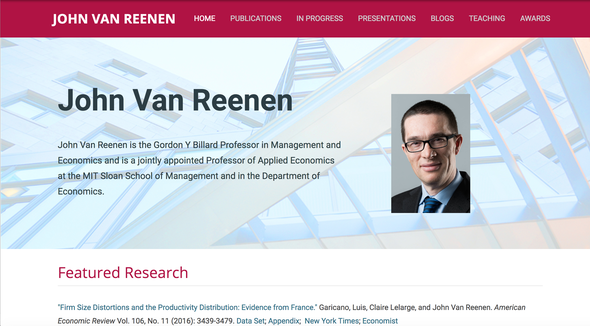 JOHN VAN REENEN HOME PUBLICATIONS IN PROGRESS PRESENTATIONS BLOGS TEACHING AWARDS
John Van Reenen
John Van Reenen is the Gordon Y Billard Professor in Management and
Economics and is a jointly appointed Professor of Applied Economics
at the MIT Sloan School of Management and in the Department of
Economics.
Featured Research
"Firm Size Distortions and the Productivity Distribution: Evidence from France." Garicano, Luis, Claire Lelarge, and John Van Reenen. American
Economic Review Vol. 106, No. 11 (2016): 3439-3479. Data Set; Appendix; New York Times; Economist